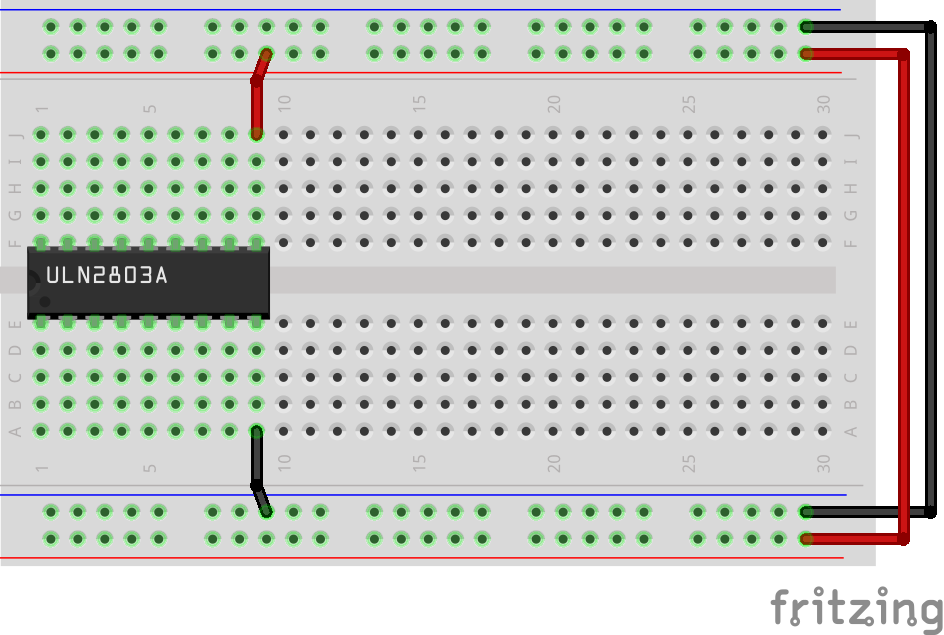 1 5 10 15 20 25 30
J J
I I
H H
G G
F F
ULN2803A
E E
D D
C C
B B
A A
1 5 10 15 20 25 30
fritzing